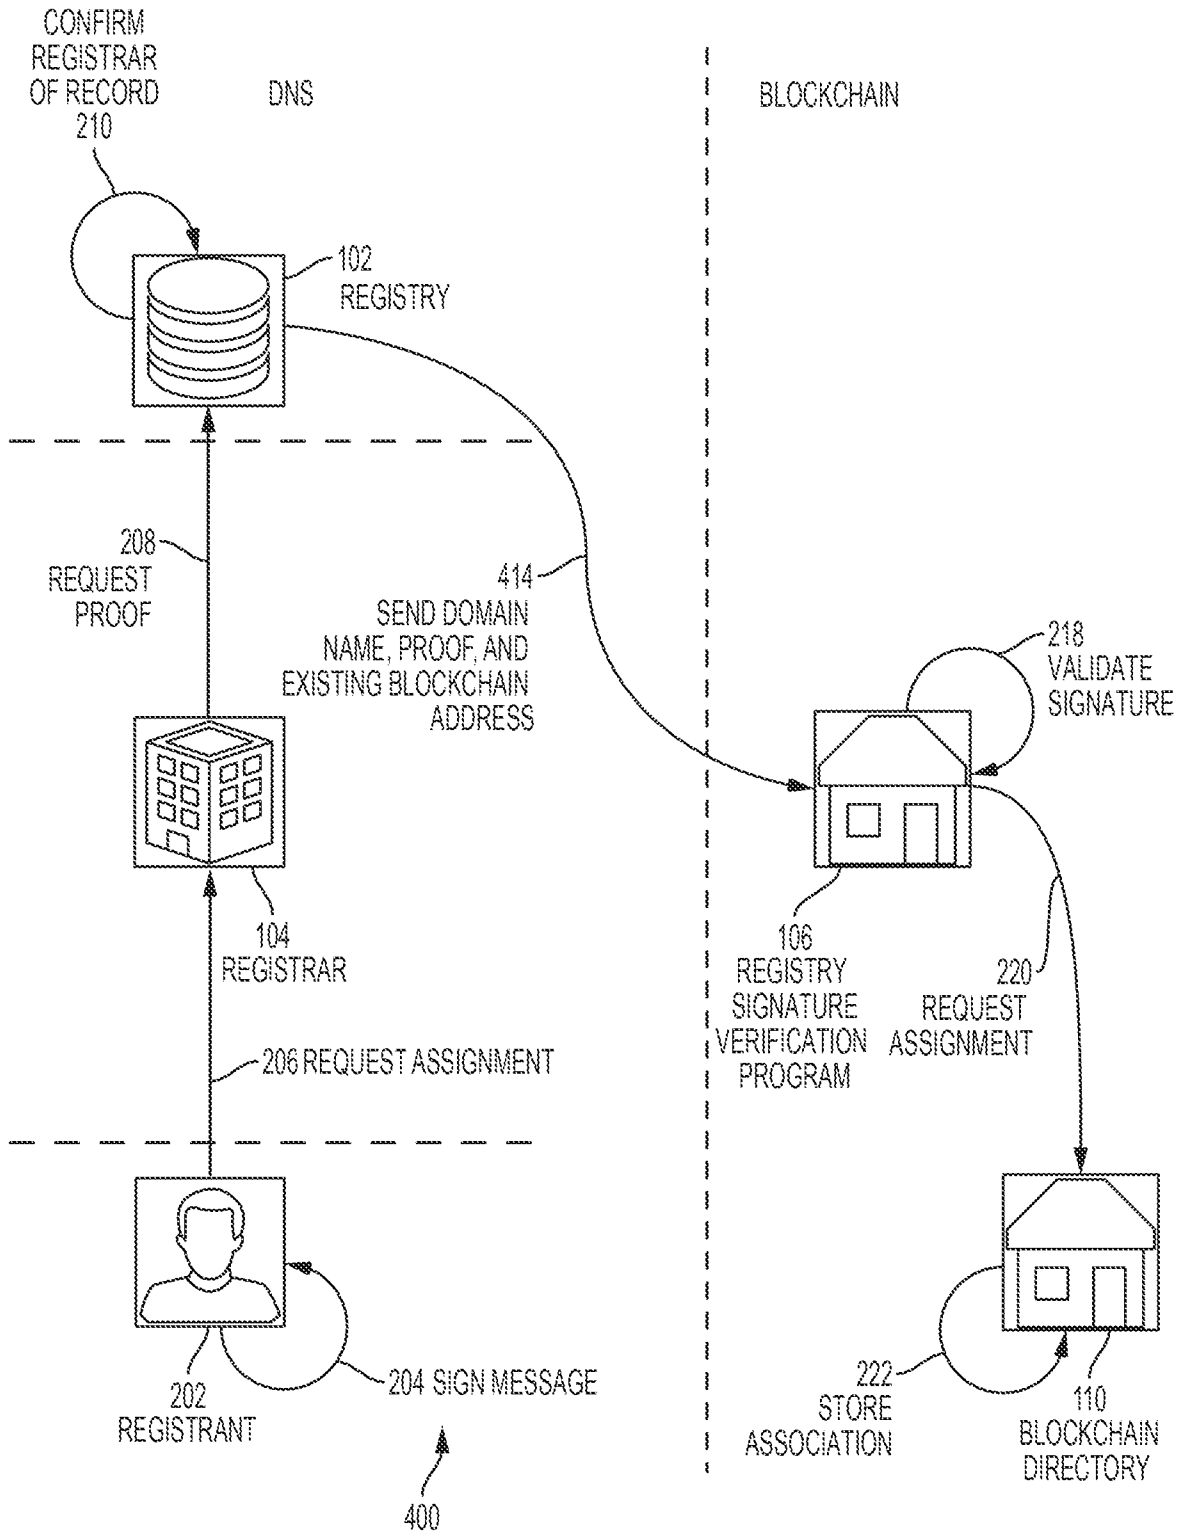 CONFIRM
REGISTRAR
OF RECORD
210
DNS
BLOCKCHAIN
102
REGISTRY
208
REQUEST
PROOF
414
SEND DOMAIN
NAME, PROOF, AND
EXISTING BLOCKCHAIN
ADDRESS
218
VALIDATE
SIGNATURE
104
REGISTRAR
106
REGISTRY
SIGNATURE
VERIFICATION
PROGRAM
220
REQUEST
ASSIGNMENT
206 REQUEST ASSIGNMENT
202
REGISTRANT
204 SIGN MESSAGE
222
STORE
ASSOCIATION
110
BLOCKCHAIN
DIRECTORY
400